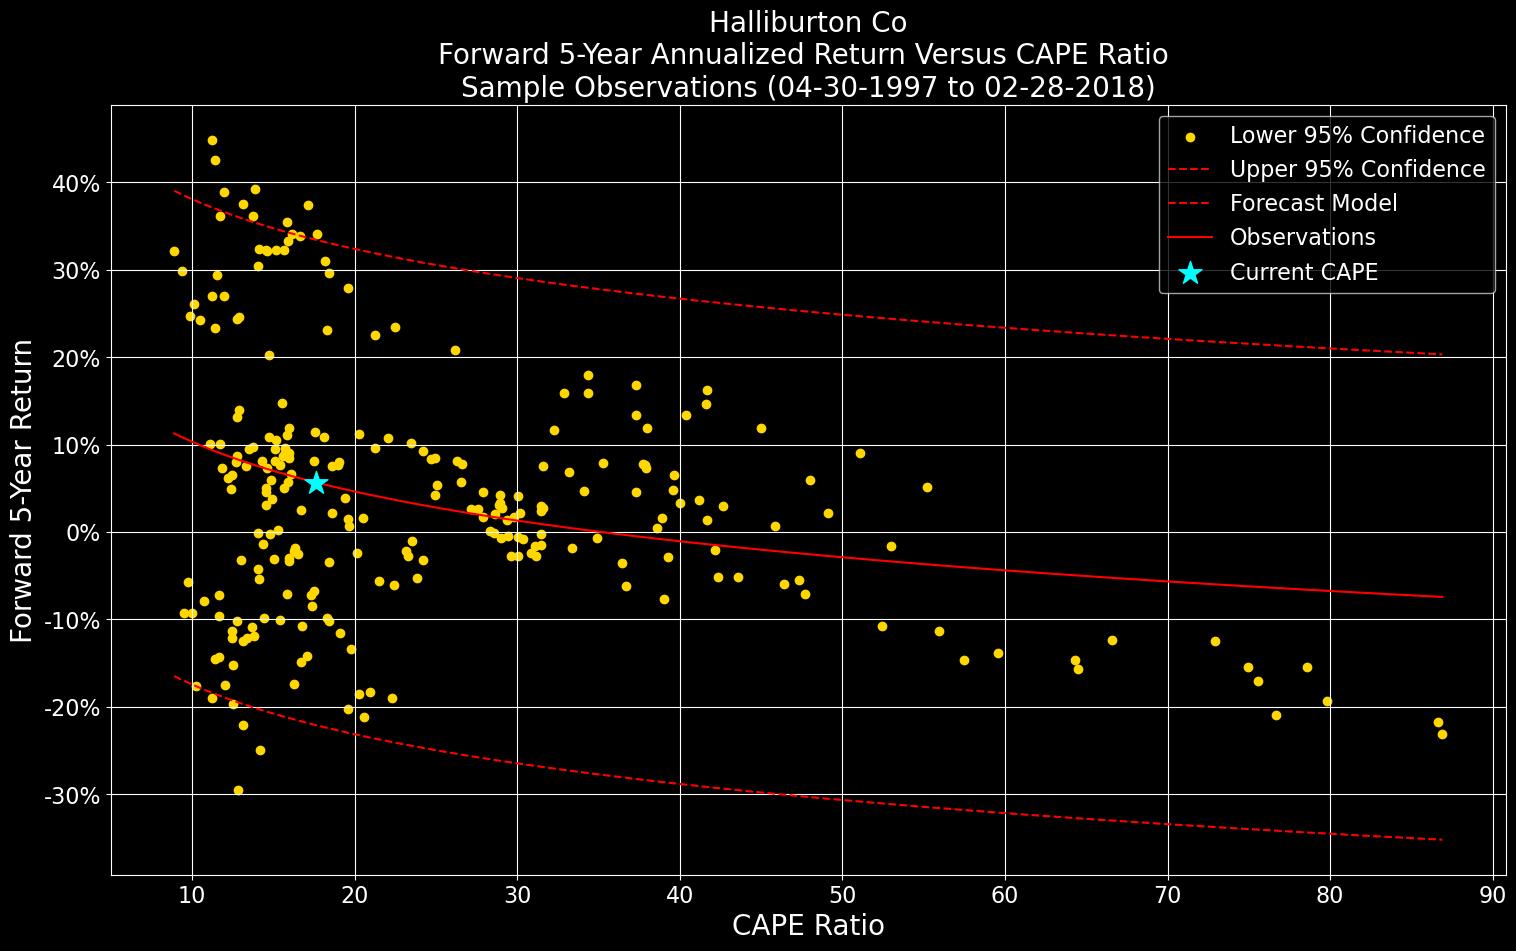 Halliburton Co
Forward 5-Year Annualized Return Versus CAPE Ratio
Sample Observations (04-30-1997 to 02-28-2018)
Lower 95% Confidence
Upper 95% Confidence
Forecast Model
Observations
Current CAPE
Forward 5-Year Return
40%
30%
20%
10%
0%
-10%
-20%
-30%
10 20 30 40 50 60 70 80 90
CAPE Ratio